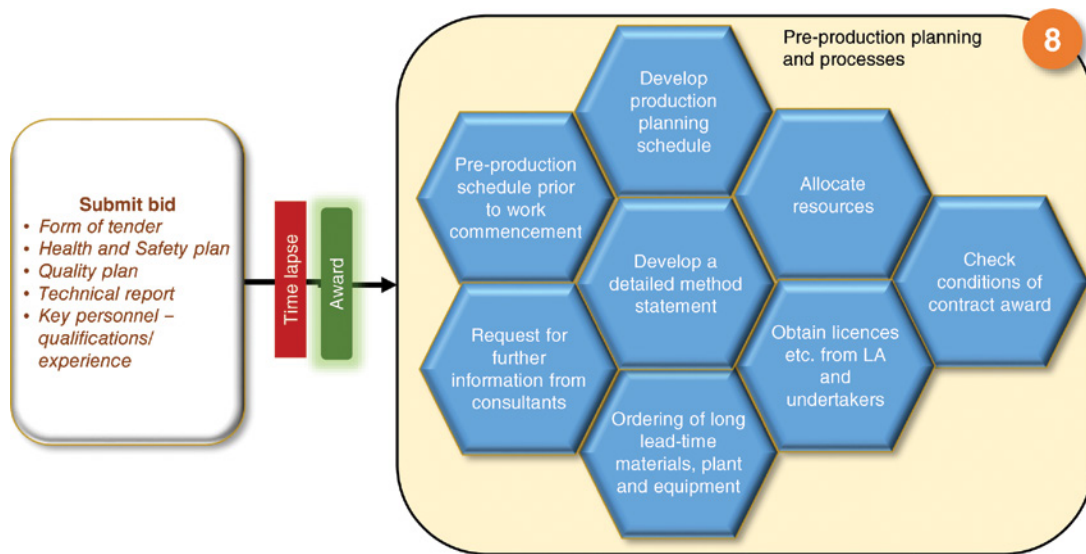 Submit bid
• Form of tender
• Health and Safety plan
• Quality plan
• Technical report
• Key personnel –
qualifications/
experience
Time lapse
Award
Pre-production planning
and processes
8
Develop
production
planning
schedule
Pre-production
schedule prior
to work
commencement
Allocate
resources
Develop a
detailed method
statement
Check
conditions of
contract award
Request for
further
information from
consultants
Obtain licences
etc. from LA
and
undertakers
Ordering of long
lead-time
materials, plant
and equipment